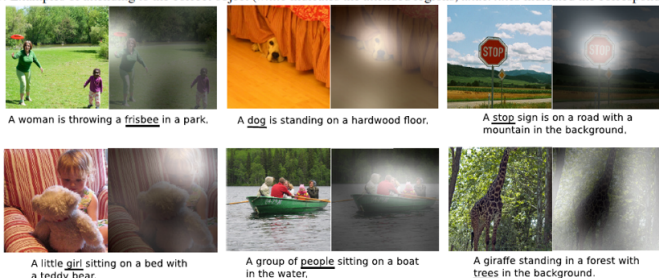 A woman is throwing a frisbee in a park.
A dog is standing on a hardwood floor.
STOP
A stop sign is on a road with a
mountain in the background.
A little girl sitting on a bed with
a teddy bear.
A group of people sitting on a boat
in the water.
A giraffe standing in a forest with
trees in the background.